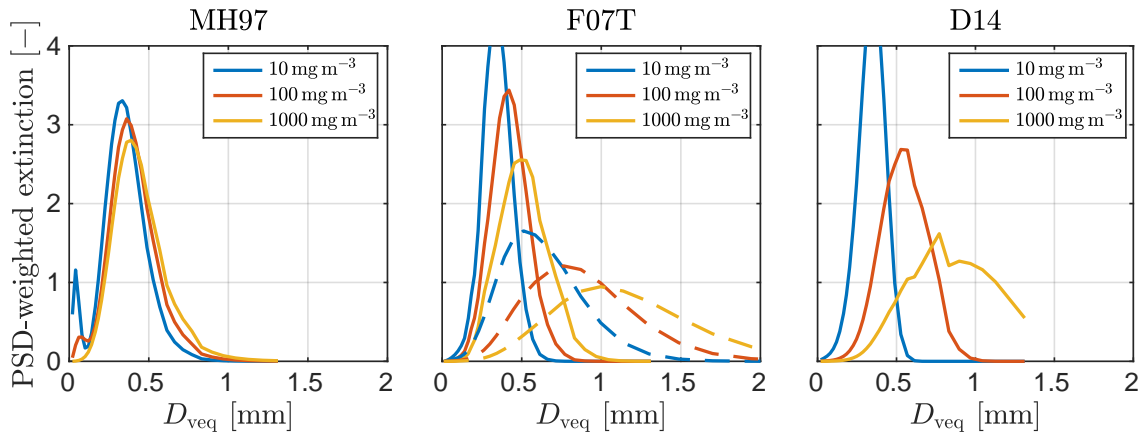 MH97
F07T
D14
PSD-weighted extinction [−]
4
3
2
1
0
10 mg m⁻³
100 mg m⁻³
1000 mg m⁻³
10 mg m⁻³
100 mg m⁻³
1000 mg m⁻³
10 mg m⁻³
100 mg m⁻³
1000 mg m⁻³
0 0.5 1 1.5 2
0 0.5 1 1.5 2
0 0.5 1 1.5 2
D_veq [mm]
D_veq [mm]
D_veq [mm]